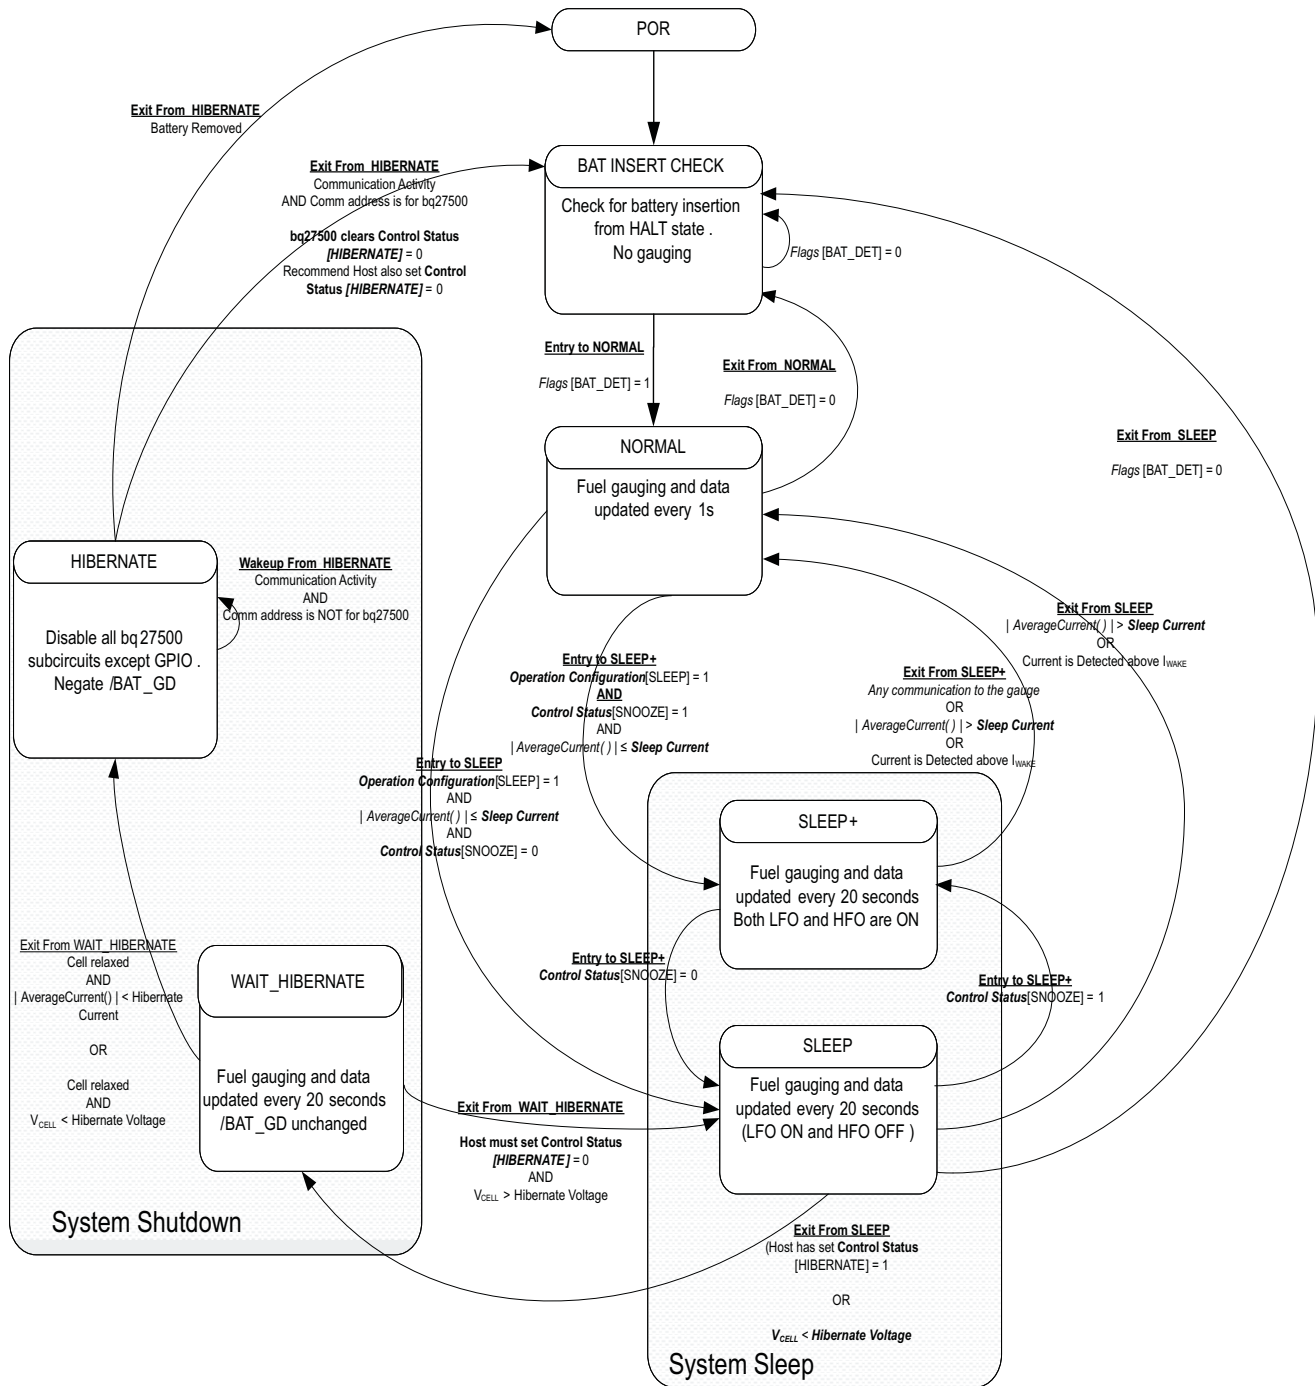 POR
Exit From HIBERNATE
Battery Removed
Exit From HIBERNATE
Communication Activity
AND Comm address is for bq27500
bq27500 clears Control Status
[HIBERNATE] = 0
Recommend Host also set Control
Status [HIBERNATE] = 0
BAT INSERT CHECK
Check for battery insertion
from HALT state .
No gauging
Flags [BAT_DET] = 0
Entry to NORMAL
Flags [BAT_DET] = 1
Exit From NORMAL
Flags [BAT_DET] = 0
Exit From SLEEP
Flags [BAT_DET] = 0
NORMAL
Fuel gauging and data
updated every 1s
HIBERNATE
Disable all bq27500
subcircuits except GPIO .
Negate /BAT_GD
Wakeup From HIBERNATE
Communication Activity
AND
Comm address is NOT for bq27500
Exit From SLEEP
| AverageCurrent( ) | > Sleep Current
OR
Current is Detected above IWAKE
Entry to SLEEP+
Operation Configuration[SLEEP] = 1
AND
Control Status[SNOOZE] = 1
AND
| AverageCurrent( ) | ≤ Sleep Current
Exit From SLEEP+
Any communication to the gauge
OR
| AverageCurrent( ) | > Sleep Current
OR
Current is Detected above IWAKE
Entry to SLEEP
Operation Configuration[SLEEP] = 1
AND
| AverageCurrent( ) | ≤ Sleep Current
AND
Control Status[SNOOZE] = 0
SLEEP+
Fuel gauging and data
updated every 20 seconds
Both LFO and HFO are ON
Entry to SLEEP+
Control Status[SNOOZE] = 0
Entry to SLEEP+
Control Status[SNOOZE] = 1
Exit From WAIT_HIBERNATE
Cell relaxed
AND
| AverageCurrent() | < Hibernate
Current
OR
Cell relaxed
AND
VCELL < Hibernate Voltage
WAIT_HIBERNATE
Fuel gauging and data
updated every 20 seconds
/BAT_GD unchanged
SLEEP
Fuel gauging and data
updated every 20 seconds
(LFO ON and HFO OFF )
Exit From WAIT_HIBERNATE
Host must set Control Status
[HIBERNATE] = 0
AND
VCELL > Hibernate Voltage
System Shutdown
Exit From SLEEP
(Host has set Control Status
[HIBERNATE] = 1
OR
VCELL < Hibernate Voltage
System Sleep